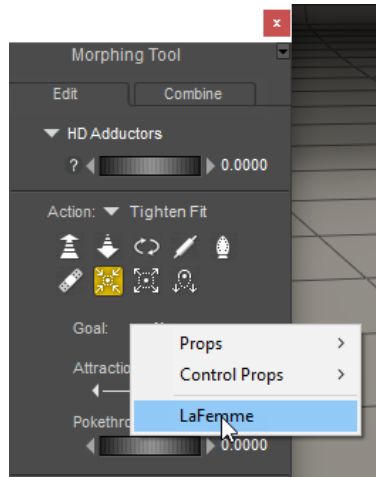 x
Morphing Tool
Edit Combine
HD Adductors
? 0.0000
Action: Tighten Fit
Goal:
Props >
Attractio
Control Props >
LaFemme
Pokethro
0.0000